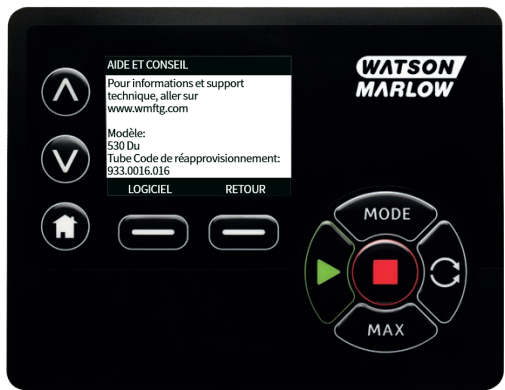 AIDE ET CONSEIL
Pour informations et support
technique, aller sur
www.wmftg.com
Modèle:
530 Du
Tube Code de réapprovisionnement:
933.0016.016
LOGICIEL RETOUR
WATSON
MARLOW
MODE
MAX